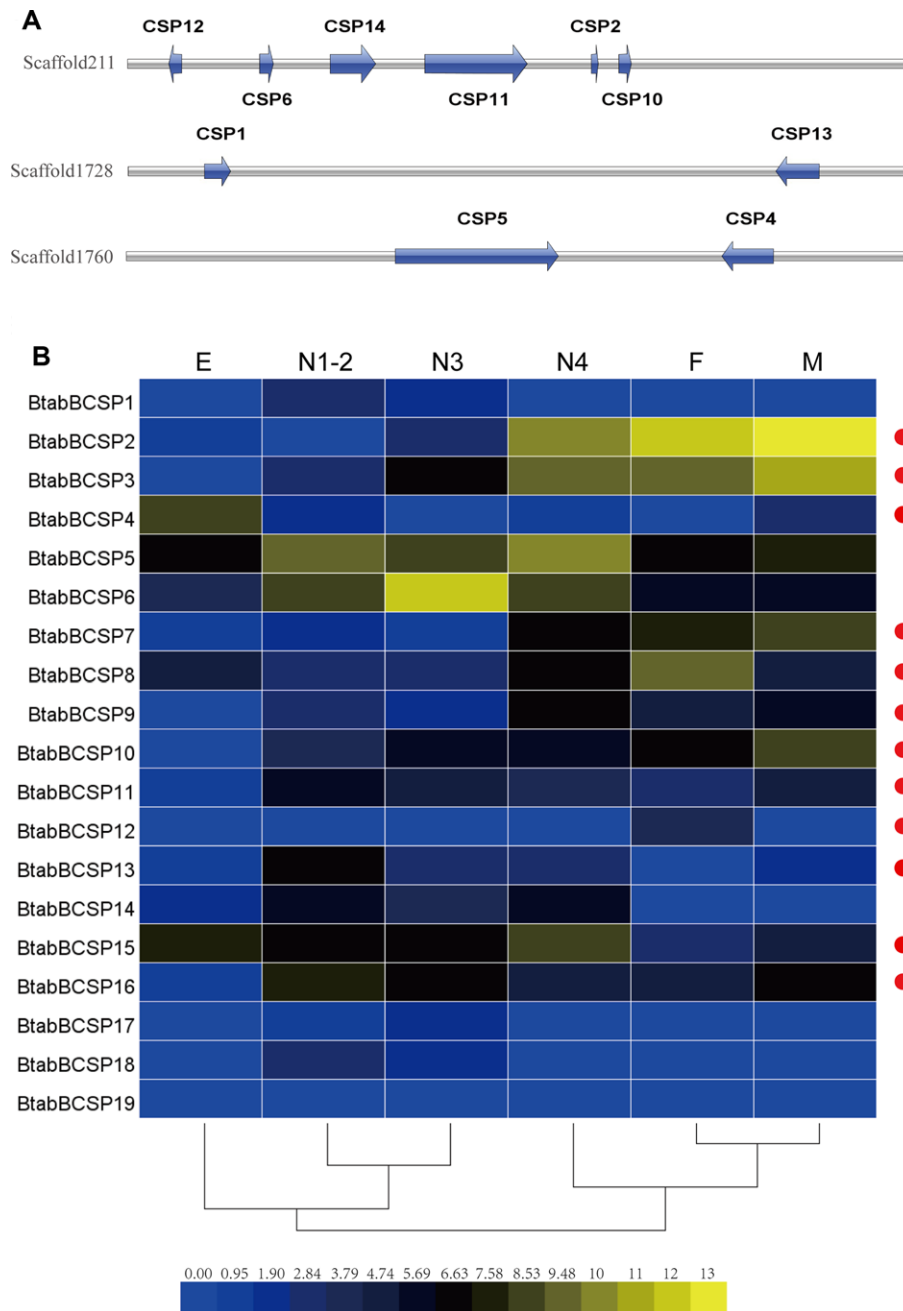 A
CSP12 CSP14 CSP2
Scaffold211
CSP6 CSP11 CSP10
CSP1 CSP13
Scaffold1728
CSP5 CSP4
Scaffold1760
B
E N1-2 N3 N4 F M
BtabBCSP1
BtabBCSP2
BtabBCSP3
BtabBCSP4
BtabBCSP5
BtabBCSP6
BtabBCSP7
BtabBCSP8
BtabBCSP9
BtabBCSP10
BtabBCSP11
BtabBCSP12
BtabBCSP13
BtabBCSP14
BtabBCSP15
BtabBCSP16
BtabBCSP17
BtabBCSP18
BtabBCSP19
0.00 0.95 1.90 2.84 3.79 4.74 5.69 6.63 7.58 8.53 9.48 10 11 12 13